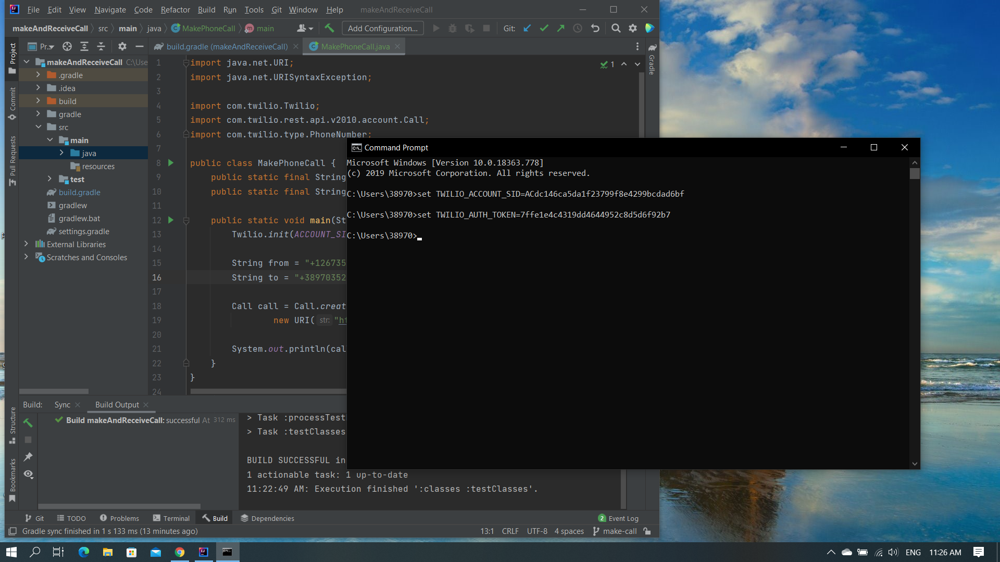 File Edit View Navigate Code Refactor Build Run Tools Git Window Help makeAndReceiveCall
makeAndReceiveCall src main java MakePhoneCall main Add Configuration... Git:
Project
Pr...
build.gradle (makeAndReceiveCall)
MakePhoneCall.java
Gradle
makeAndReceiveCall C:\Use
.gradle
.idea
build
gradle
src
main
java
resources
test
build.gradle
gradlew
gradlew.bat
settings.gradle
External Libraries
Scratches and Consoles
Commit
Pull Requests
Structure
Bookmarks
1
1 import java.net.URI;
2 import java.net.URISyntaxException;
3
4 import com.twilio.Twilio;
5 import com.twilio.rest.api.v2010.account.Call;
6 import com.twilio.type.PhoneNumber;
7
8 public class MakePhoneCall {
9 public static final String
10 public static final String
11
12 public static void main(St
13 Twilio.init(ACCOUNT_SI
14
15 String from = "+126735
16 String to = "+38970352
17
18 Call call = Call.creat
19 new URI( str: "ht
20
21 System.out.println(cal
22 }
23 }
24
Command Prompt
Microsoft Windows [Version 10.0.18363.778]
(c) 2019 Microsoft Corporation. All rights reserved.
C:\Users\38970>set TWILIO_ACCOUNT_SID=ACdc146ca5da1f23799f8e4299bcdad6bf
C:\Users\38970>set TWILIO_AUTH_TOKEN=7ffe1e4c4319dd4644952c8d5d6f92b7
C:\Users\38970>
Build: Sync Build Output
Build makeAndReceiveCall: successful At 312 ms
> Task :processTest
> Task :testClasses
BUILD SUCCESSFUL in
1 actionable task: 1 up-to-date
11:22:49 AM: Execution finished ':classes :testClasses'.
Git TODO Problems Terminal Build Dependencies 2 Event Log
Gradle sync finished in 1 s 133 ms (13 minutes ago) 13:1 CRLF UTF-8 4 spaces make-call
ENG 11:26 AM